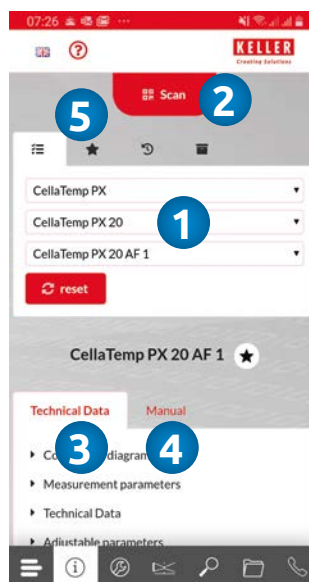 07:26
KELLER
Creating Solutions
Scan
2
5
CellaTemp PX
CellaTemp PX 20
1
CellaTemp PX 20 AF 1
reset
CellaTemp PX 20 AF 1
Technical Data
Manual
3
4
diagram
Measurement parameters
Technical Data
Adjustable parameters